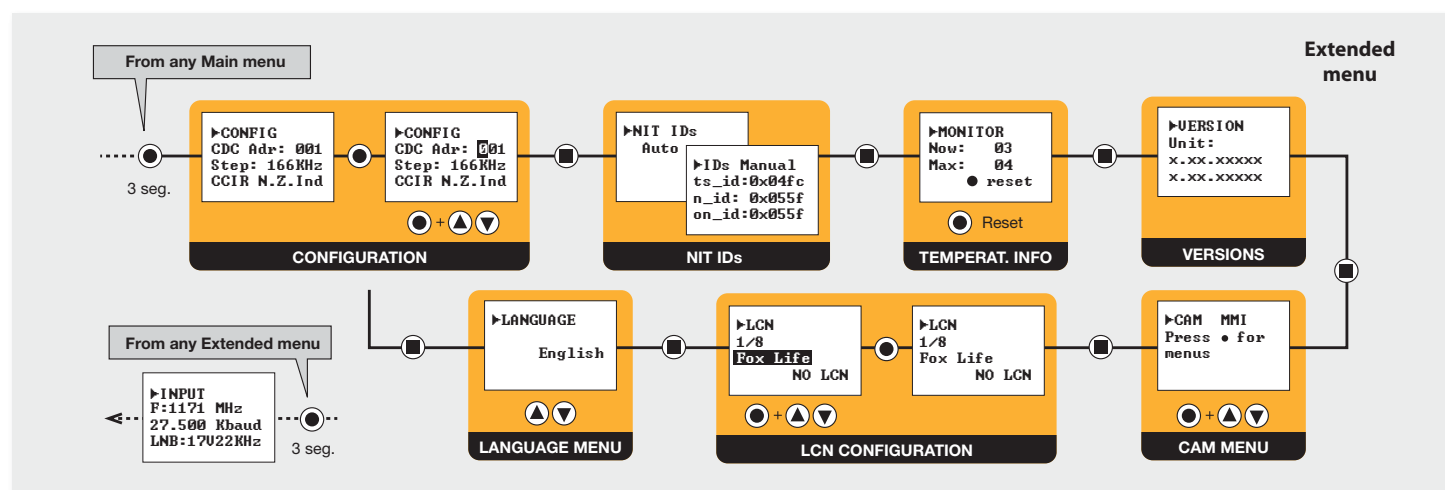 Extended
menu
From any Main menu
3 seg.
►CONFIG
CDC Adr: 001
Step: 166KHz
CCIR N.Z.Ind
►CONFIG
CDC Adr: 001
Step: 166KHz
CCIR N.Z.Ind
+
CONFIGURATION
►NIT IDs
Auto
►IDs Manual
ts_id:0x04fc
n_id: 0x055f
on_id:0x055f
NIT IDs
►MONITOR
Now: 03
Max: 04
● reset
Reset
TEMPERAT. INFO
►VERSION
Unit:
x.xx.xxxxx
x.xx.xxxxx
VERSIONS
►CAM MMI
Press ● for
menus
+
CAM MENU
►LCN
1/8
Fox Life
NO LCN
►LCN
1/8
Fox Life
NO LCN
+
LCN CONFIGURATION
►LANGUAGE
English
LANGUAGE MENU
From any Extended menu
3 seg.
►INPUT
F:1171 MHz
27.500 Kbaud
LNB:17V22KHz